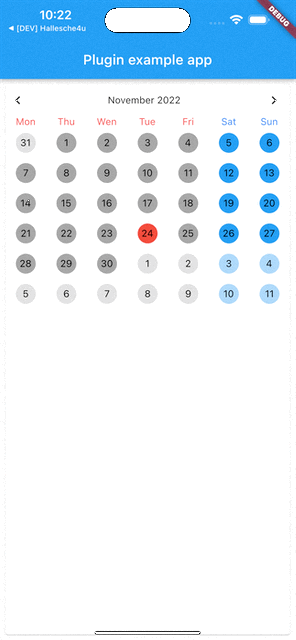 10:22
◀ [DEV] Hallesche4u
DEBUG
Plugin example app
November 2022
Mon Thu Wen Tue Fri Sat Sun
31 1 2 3 4 5 6
7 8 9 10 11 12 13
14 15 16 17 18 19 20
21 22 23 24 25 26 27
28 29 30 1 2 3 4
5 6 7 8 9 10 11